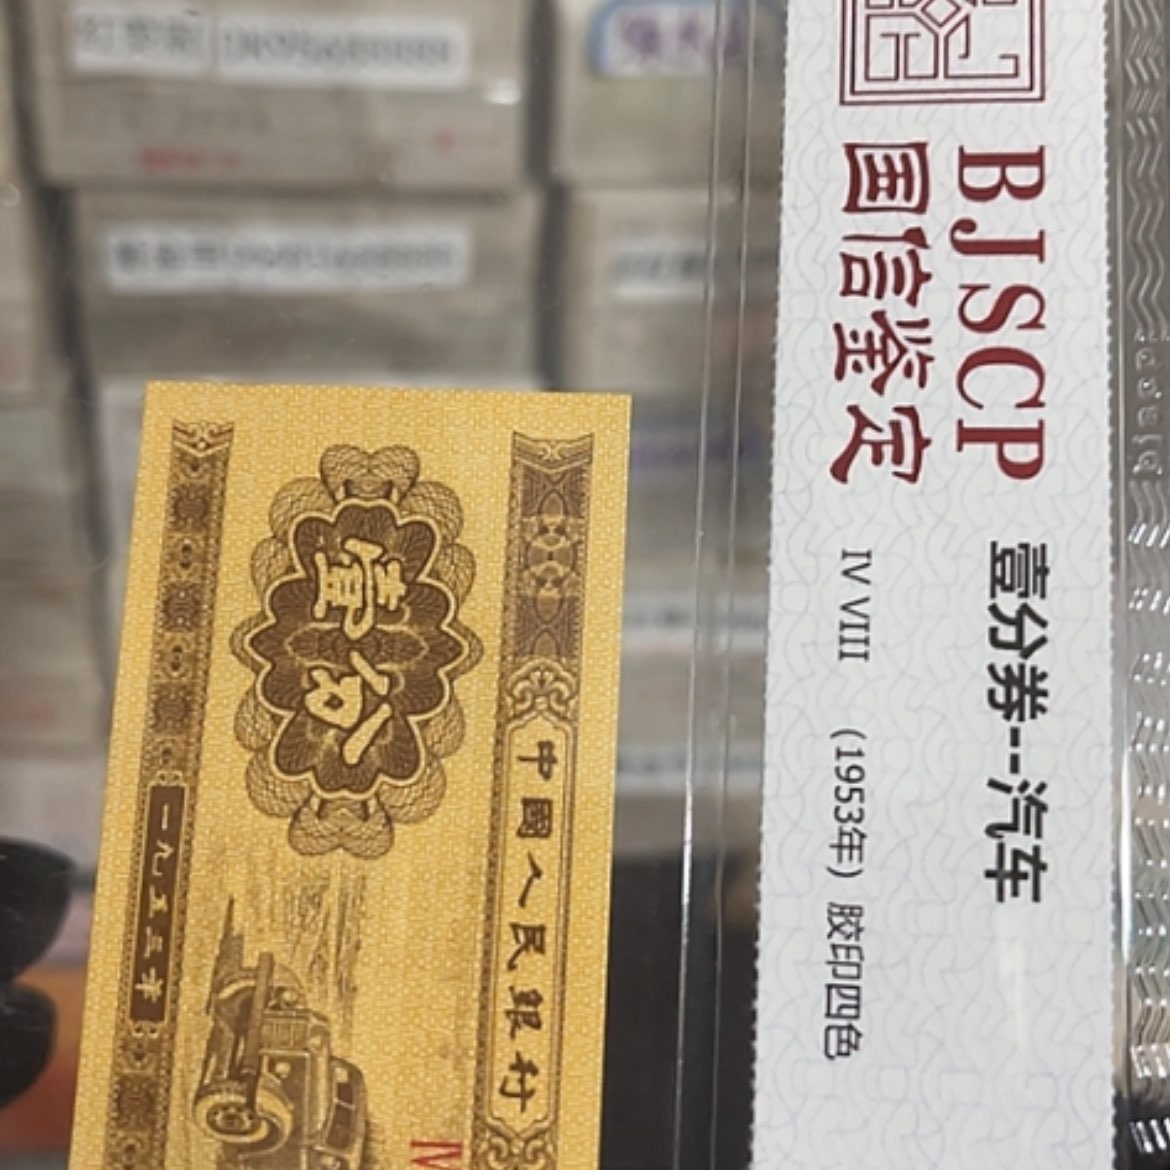 BJSCP 壹分券--汽车
国信鉴定 IV VIII (1953年) 胶印四色
中國人民銀行
壹分
一九五三年
IV